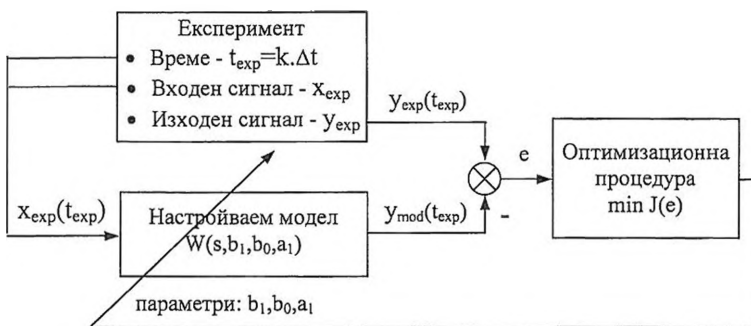 Експеримент
• Време - t_exp=k.Δt
• Входен сигнал - x_exp
• Изходен сигнал - y_exp
y_exp(t_exp)
e
Оптимизационна
процедура
min J(e)
x_exp(t_exp)
Настройваем модел
W(s,b₁,b₀,a₁)
y_mod(t_exp)
-
параметри: b₁,b₀,a₁